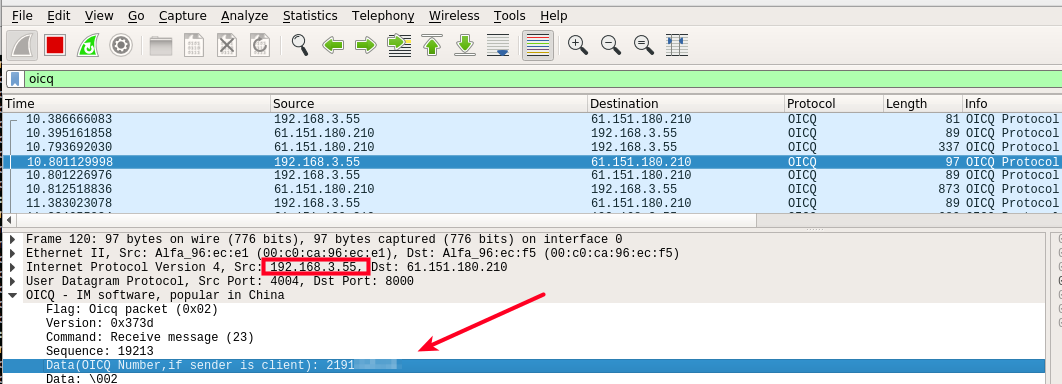 File Edit View Go Capture Analyze Statistics Telephony Wireless Tools Help
oicq
Time Source Destination Protocol Length Info
10.386666083 192.168.3.55 61.151.180.210 OICQ 81 OICQ Protocol
10.395161858 61.151.180.210 192.168.3.55 OICQ 89 OICQ Protocol
10.793692030 61.151.180.210 192.168.3.55 OICQ 337 OICQ Protocol
10.801129998 192.168.3.55 61.151.180.210 OICQ 97 OICQ Protocol
10.801226976 192.168.3.55 61.151.180.210 OICQ 89 OICQ Protocol
10.812518836 61.151.180.210 192.168.3.55 OICQ 873 OICQ Protocol
11.383023078 192.168.3.55 61.151.180.210 OICQ 89 OICQ Protocol
Frame 120: 97 bytes on wire (776 bits), 97 bytes captured (776 bits) on interface 0
Ethernet II, Src: Alfa_96:ec:e1 (00:c0:ca:96:ec:e1), Dst: Alfa_96:ec:f5 (00:c0:ca:96:ec:f5)
Internet Protocol Version 4, Src: 192.168.3.55, Dst: 61.151.180.210
User Datagram Protocol, Src Port: 4004, Dst Port: 8000
OICQ - IM software, popular in China
Flag: Oicq packet (0x02)
Version: 0x373d
Command: Receive message (23)
Sequence: 19213
Data(OICQ Number,if sender is client): 2191
Data: \002